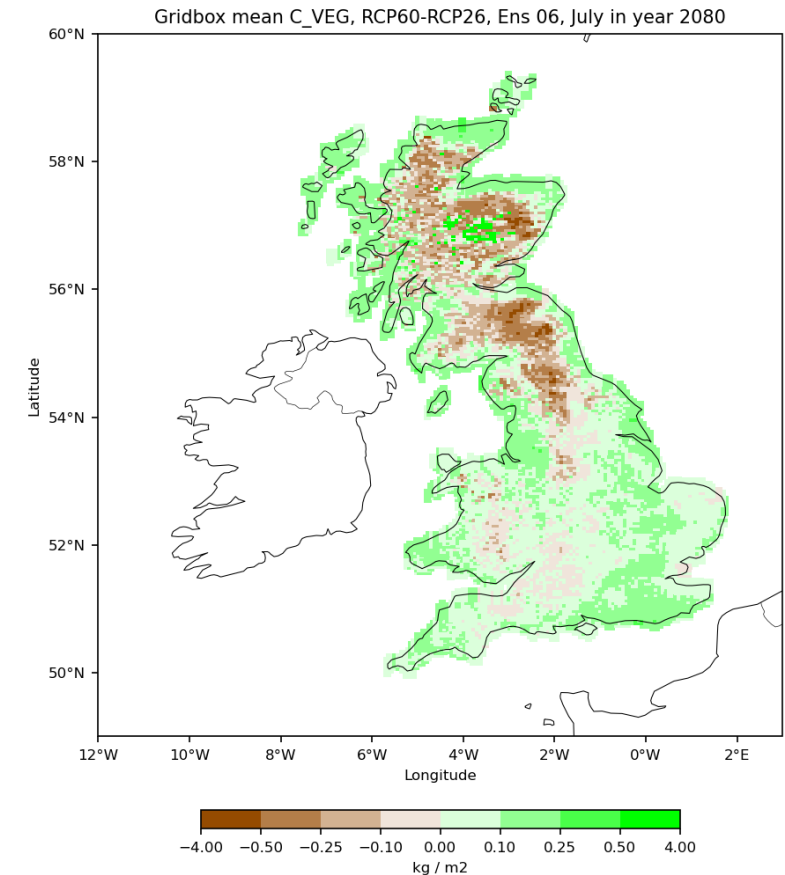 Gridbox mean C_VEG, RCP60-RCP26, Ens 06, July in year 2080
60°N
58°N
56°N
54°N
52°N
50°N
Latitude
12°W 10°W 8°W 6°W 4°W 2°W 0°W 2°E
Longitude
−4.00 −0.50 −0.25 −0.10 0.00 0.10 0.25 0.50 4.00
kg / m2